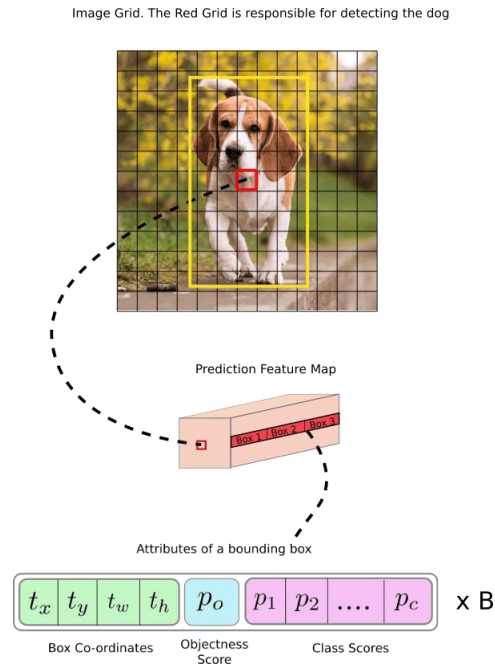 Image Grid. The Red Grid is responsible for detecting the dog
Prediction Feature Map
Box 1 Box 2 Box 3
Attributes of a bounding box
t_x t_y t_w t_h p_o p_1 p_2 .... p_c x B
Box Co-ordinates Objectness Score Class Scores